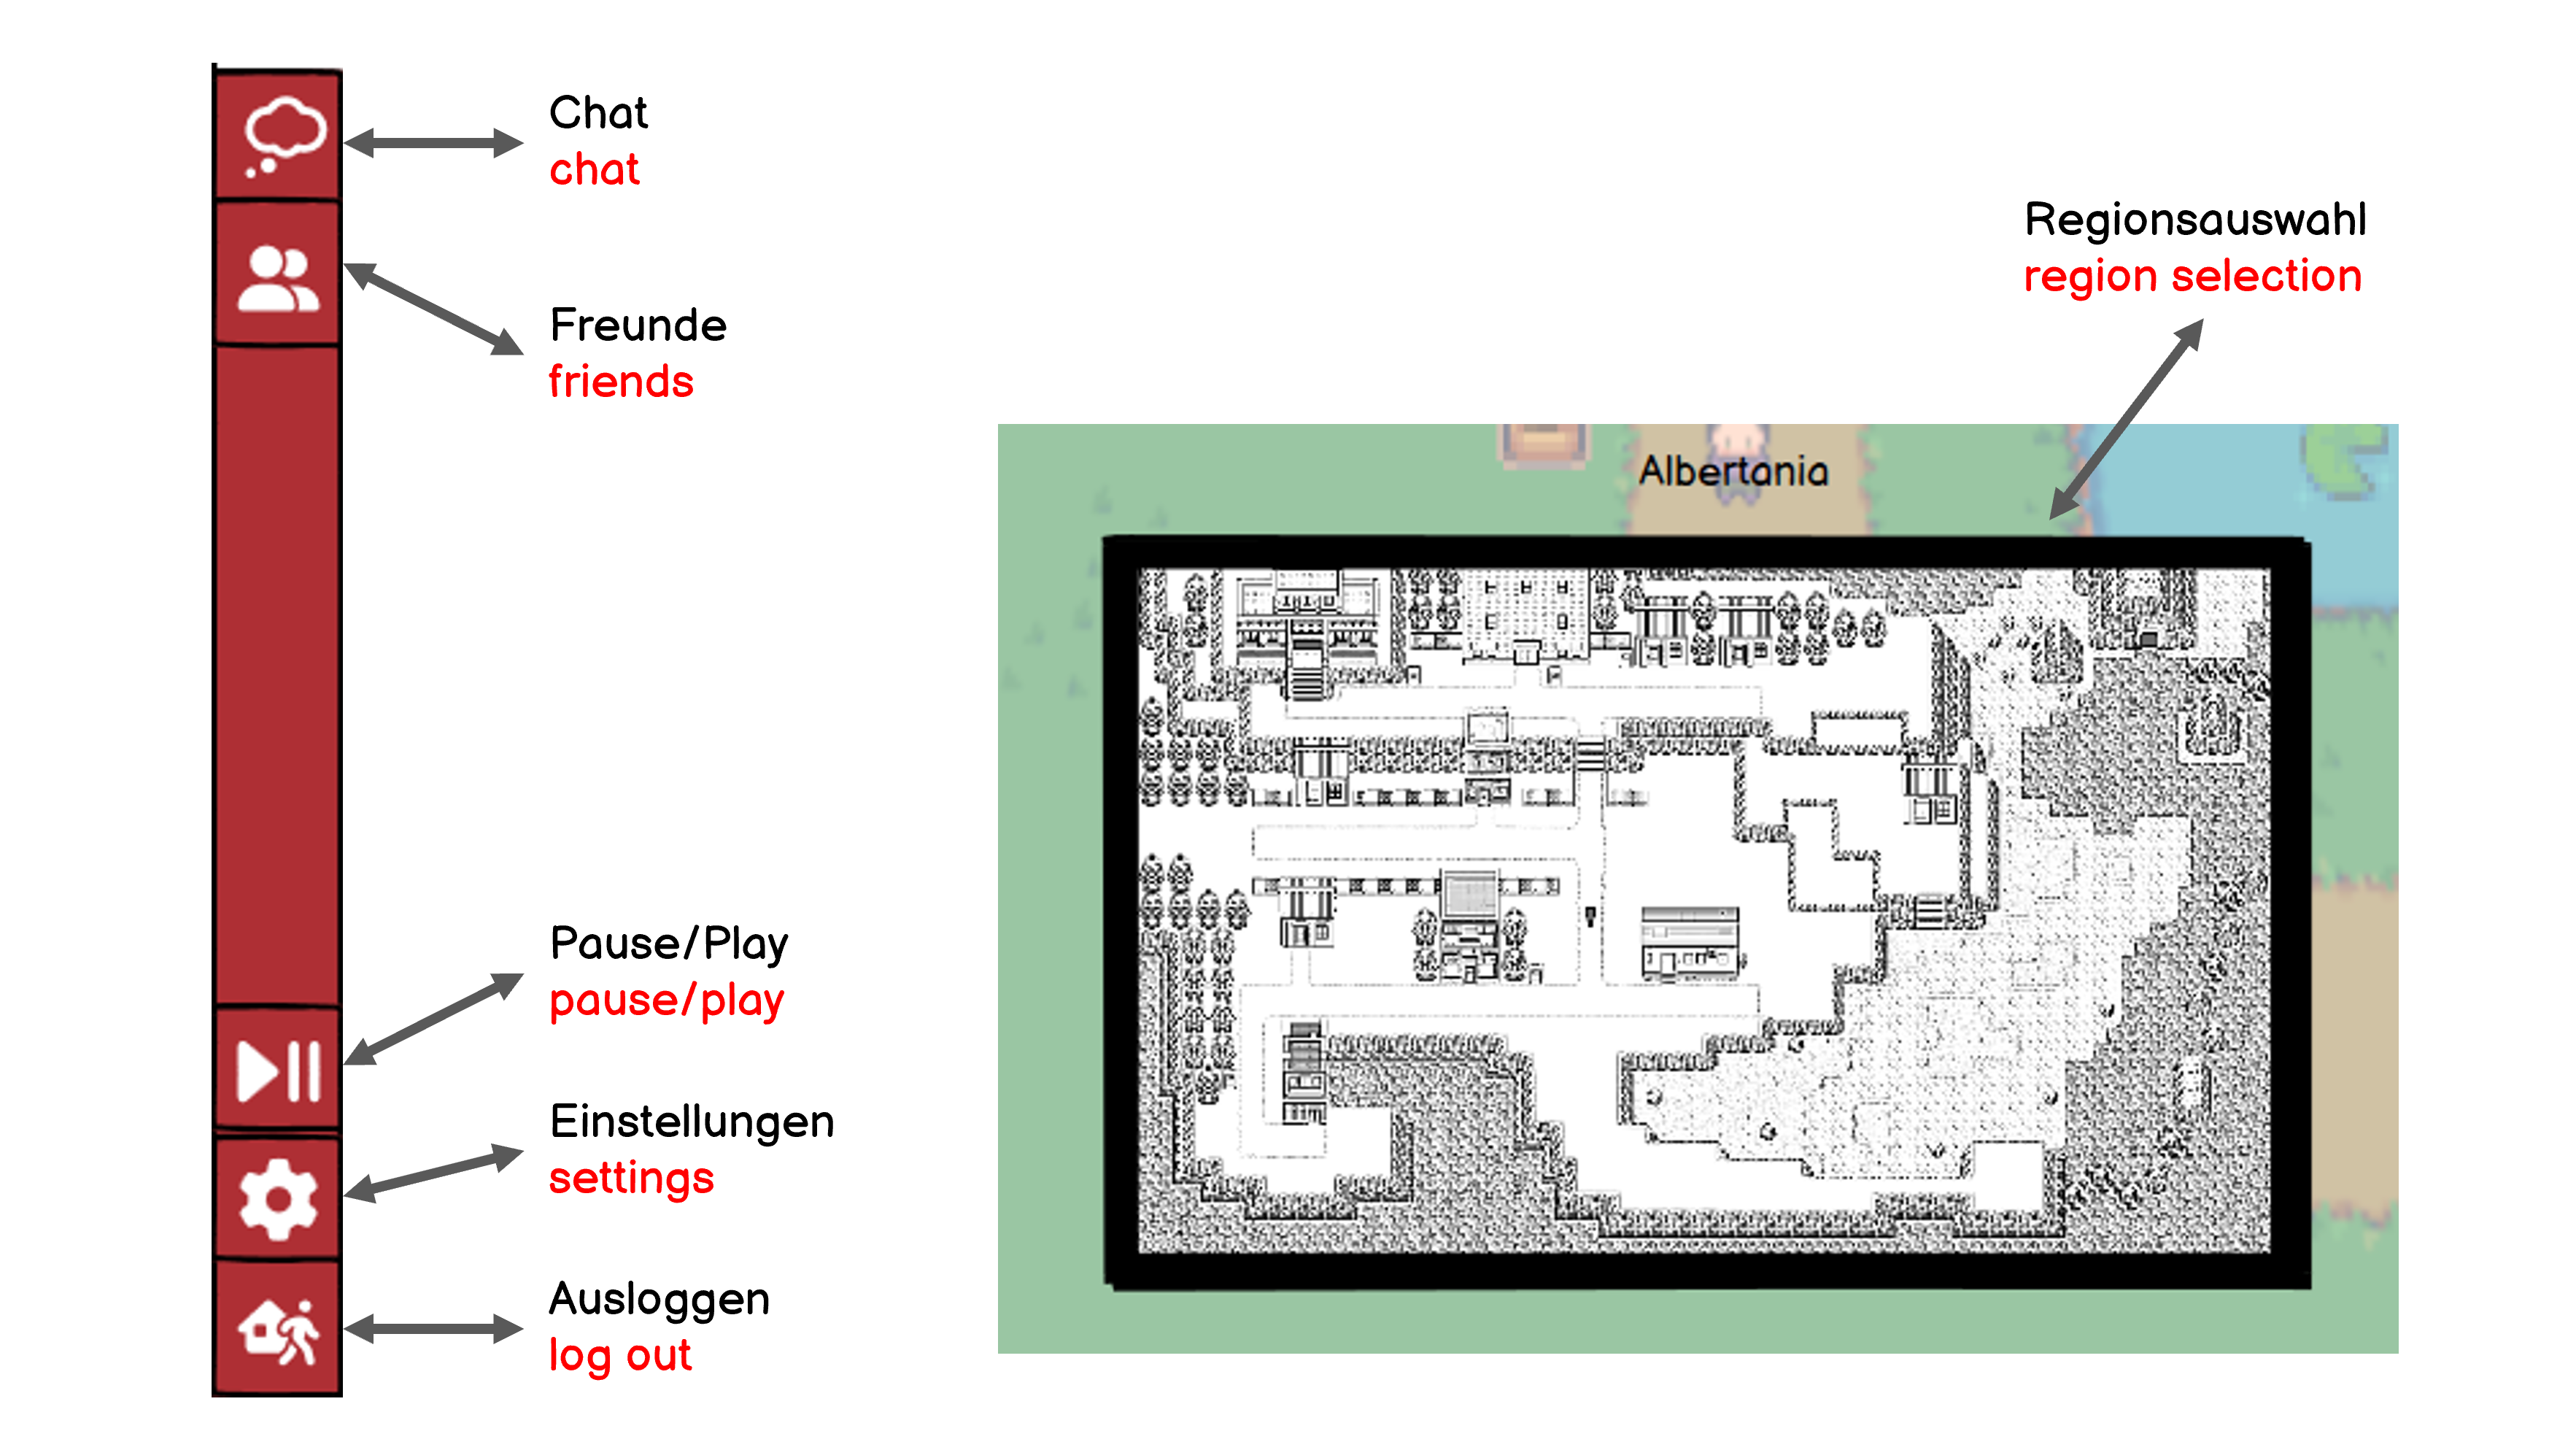 Chat
chat
Freunde
friends
Pause/Play
pause/play
Einstellungen
settings
Ausloggen
log out
Regionsauswahl
region selection
Albertania